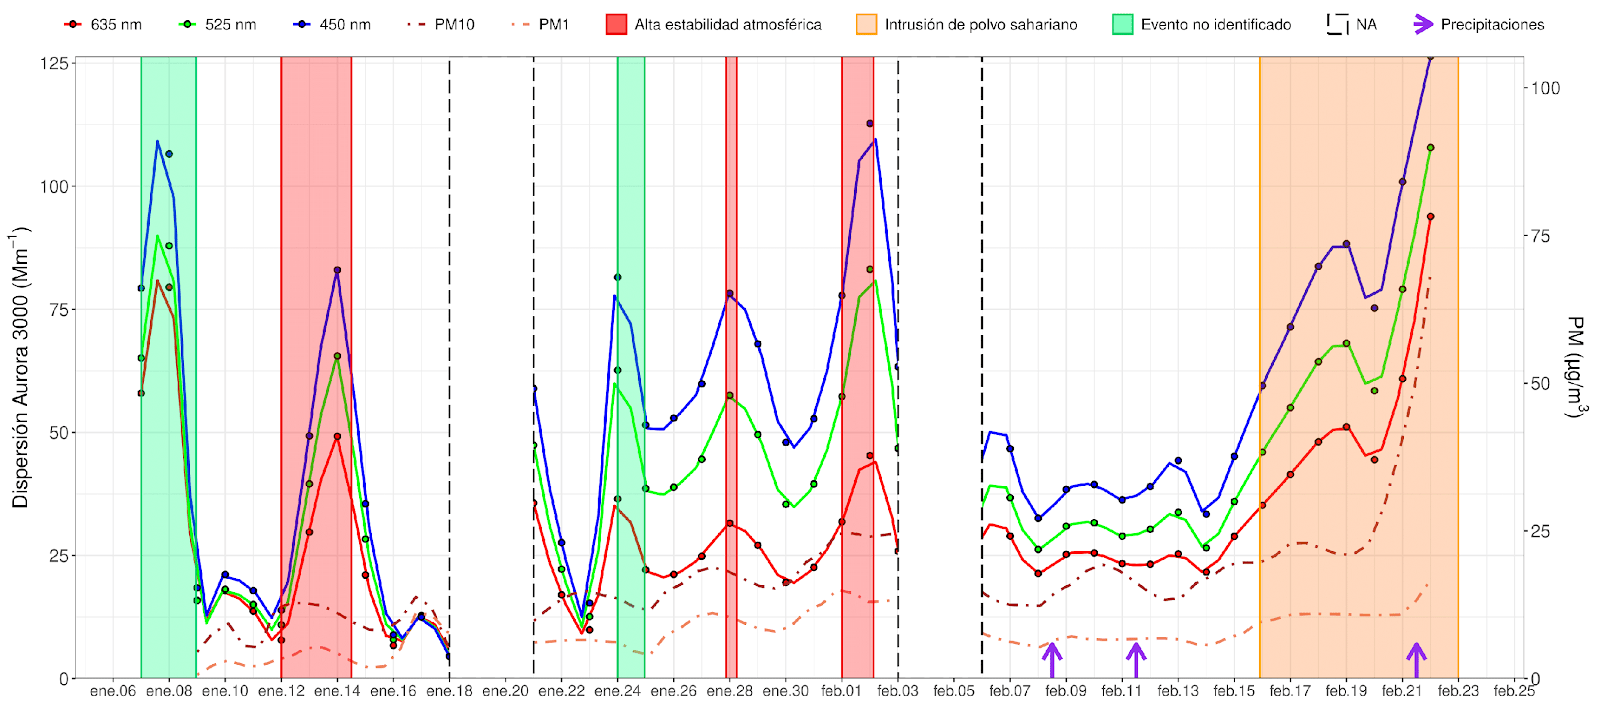 635 nm 525 nm 450 nm PM10 PM1 Alta estabilidad atmosférica Intrusión de polvo sahariano Evento no identificado NA Precipitaciones
Dispersión Aurora 3000 (Mm⁻¹)
125
100
75
50
25
0
100
75
50
25
0
PM (µg/m³)
ene.06 ene.08 ene.10 ene.12 ene.14 ene.16 ene.18 ene.20 ene.22 ene.24 ene.26 ene.28 ene.30 feb.01 feb.03 feb.05 feb.07 feb.09 feb.11 feb.13 feb.15 feb.17 feb.19 feb.21 feb.23 feb.25